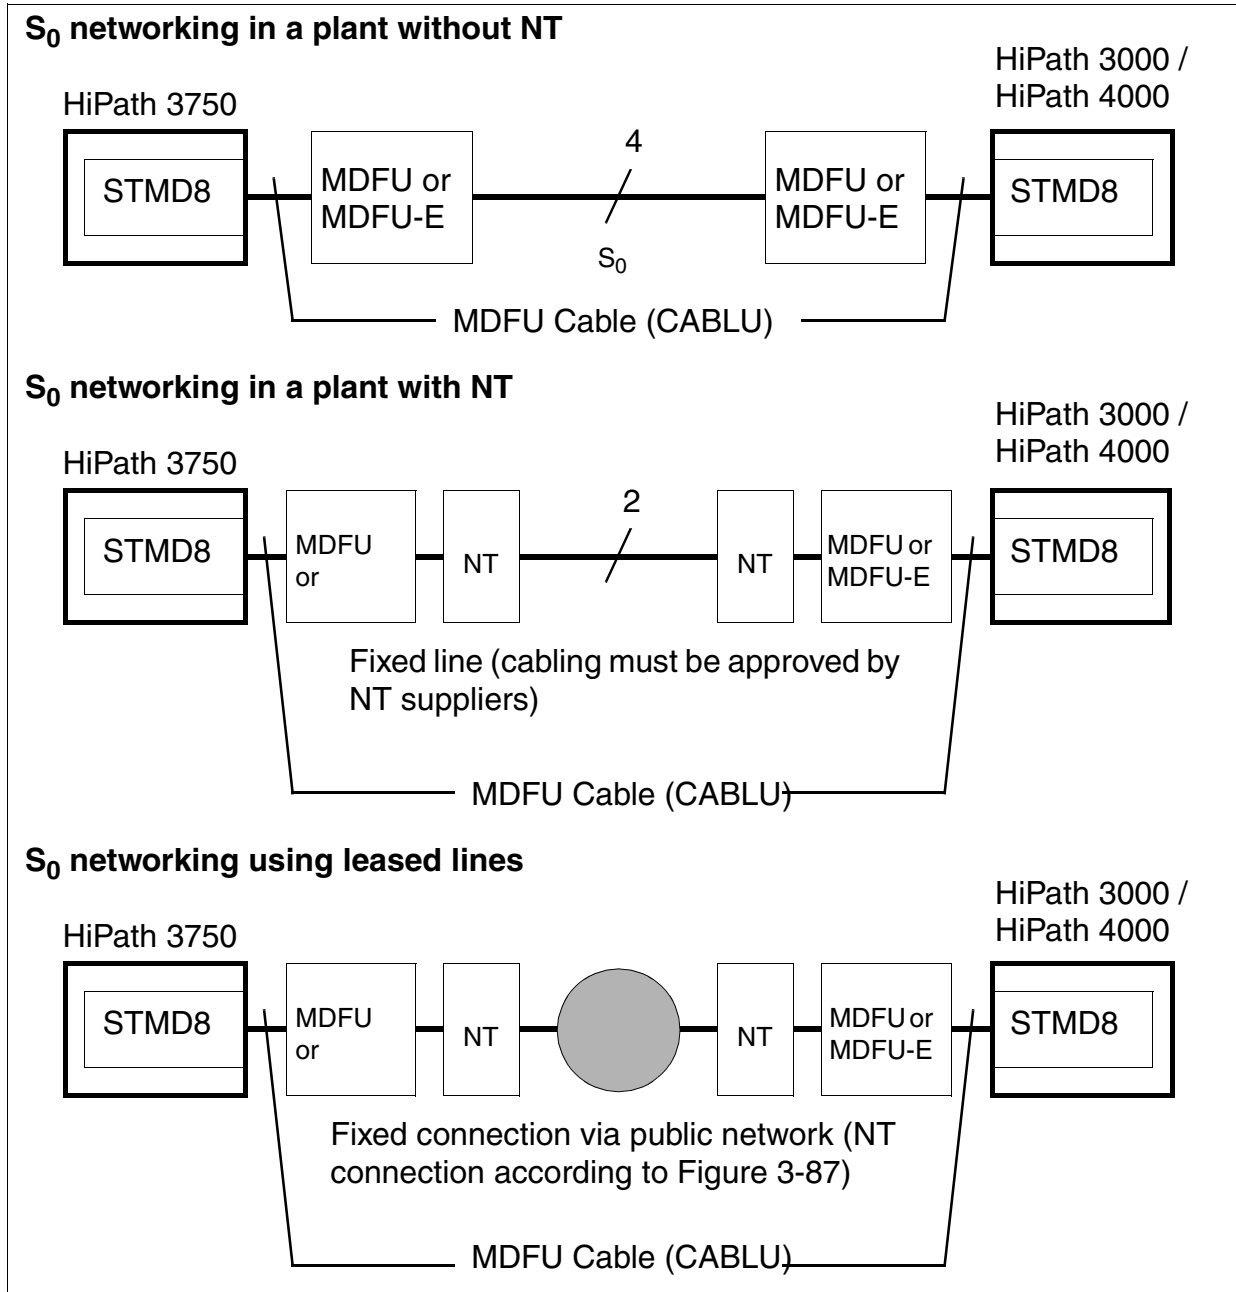 S0 networking in a plant without NT
HiPath 3000 /
HiPath 4000
HiPath 3750
STMD8
MDFU or
MDFU-E
4
S0
MDFU or
MDFU-E
STMD8
MDFU Cable (CABLU)
S0 networking in a plant with NT
HiPath 3000 /
HiPath 4000
HiPath 3750
STMD8
MDFU
or
NT
2
NT
MDFU or
MDFU-E
STMD8
Fixed line (cabling must be approved by
NT suppliers)
MDFU Cable (CABLU)
S0 networking using leased lines
HiPath 3000 /
HiPath 4000
HiPath 3750
STMD8
MDFU
or
NT
NT
MDFU or
MDFU-E
STMD8
Fixed connection via public network (NT
connection according to Figure 3-87)
MDFU Cable (CABLU)